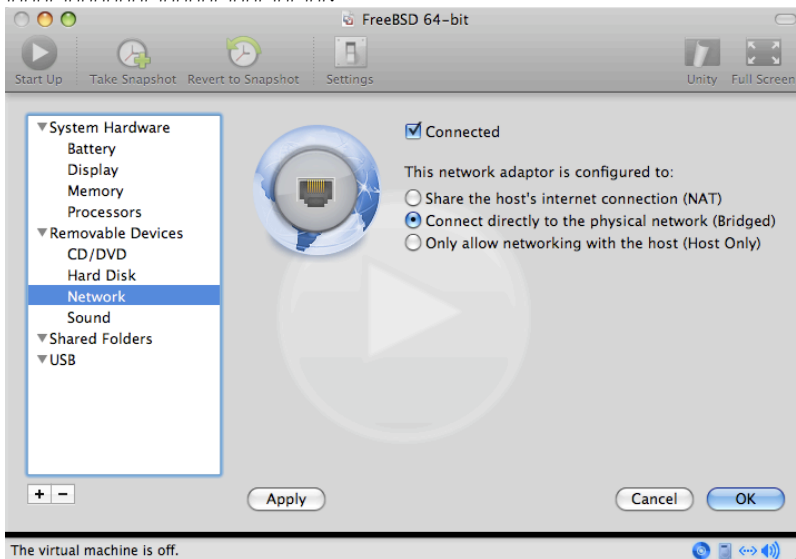 FreeBSD 64-bit
Start Up Take Snapshot Revert to Snapshot Settings Unity Full Screen
System Hardware
Battery
Display
Memory
Processors
Removable Devices
CD/DVD
Hard Disk
Network
Sound
Shared Folders
USB
Connected
This network adaptor is configured to:
Share the host's internet connection (NAT)
Connect directly to the physical network (Bridged)
Only allow networking with the host (Host Only)
+ −
Apply Cancel OK
The virtual machine is off.